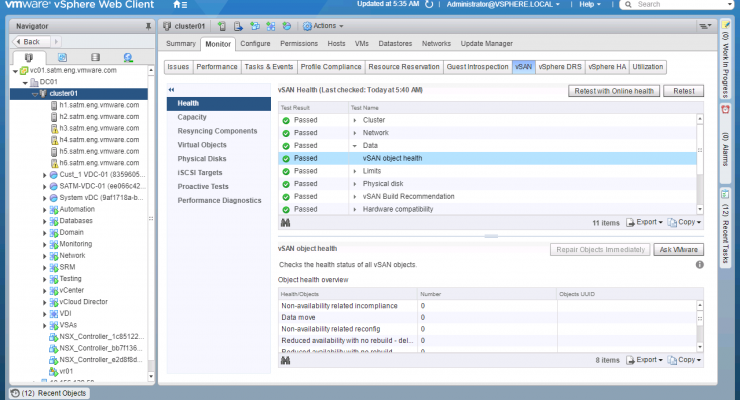 vmware vSphere Web Client
Updated at 5:35 AM
Administrator@VSPHERE.LOCAL
Help
Search
Navigator
Back
vc01.satm.eng.vmware.com
DC01
cluster01
h1.satm.eng.vmware.com
h2.satm.eng.vmware.com
h3.satm.eng.vmware.com
h4.satm.eng.vmware.com
h5.satm.eng.vmware.com
h6.satm.eng.vmware.com
Cust_1 VDC-01 (8359605...
SATM-VDC-01 (ee066c42...
System vDC (9af1718a-b...
Automation
Databases
Domain
Monitoring
Network
SRM
Testing
vCenter
vCloud Director
VDI
VSAs
NSX_Controller_1c85122...
NSX_Controller_bb7f136...
NSX_Controller_e2d8f8d...
vr01
(12) Recent Objects
cluster01
Actions
Summary Monitor Configure Permissions Hosts VMs Datastores Networks Update Manager
Issues Performance Tasks & Events Profile Compliance Resource Reservation Guest Introspection vSAN vSphere DRS vSphere HA Utilization
Health
Capacity
Resyncing Components
Virtual Objects
Physical Disks
iSCSI Targets
Proactive Tests
Performance Diagnostics
vSAN Health (Last checked: Today at 5:40 AM)
Retest with Online health Retest
Test Result Test Name
Passed Cluster
Passed Network
Passed Data
Passed vSAN object health
Passed Limits
Passed Physical disk
Passed vSAN Build Recommendation
Passed Hardware compatibility
11 items Export Copy
vSAN object health
Repair Objects Immediately Ask VMware
Checks the health status of all vSAN objects.
Object health overview
Health/Objects Number Objects UUID
Non-availability related incompliance 0
Data move 0
Non-availability related reconfig 0
Reduced availability with no rebuild - del... 0
Reduced availability with no rebuild 0
8 items Export Copy
(0) Work In Progress
(0) Alarms
(12) Recent Tasks